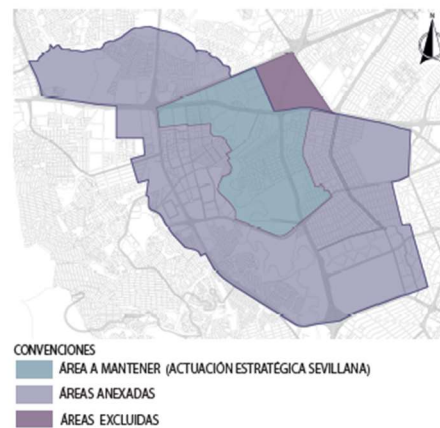 N
CONVENCIONES
ÁREA A MANTENER (ACTUACIÓN ESTRATÉGICA SEVILLANA)
ÁREAS ANEXADAS
ÁREAS EXCLUIDAS